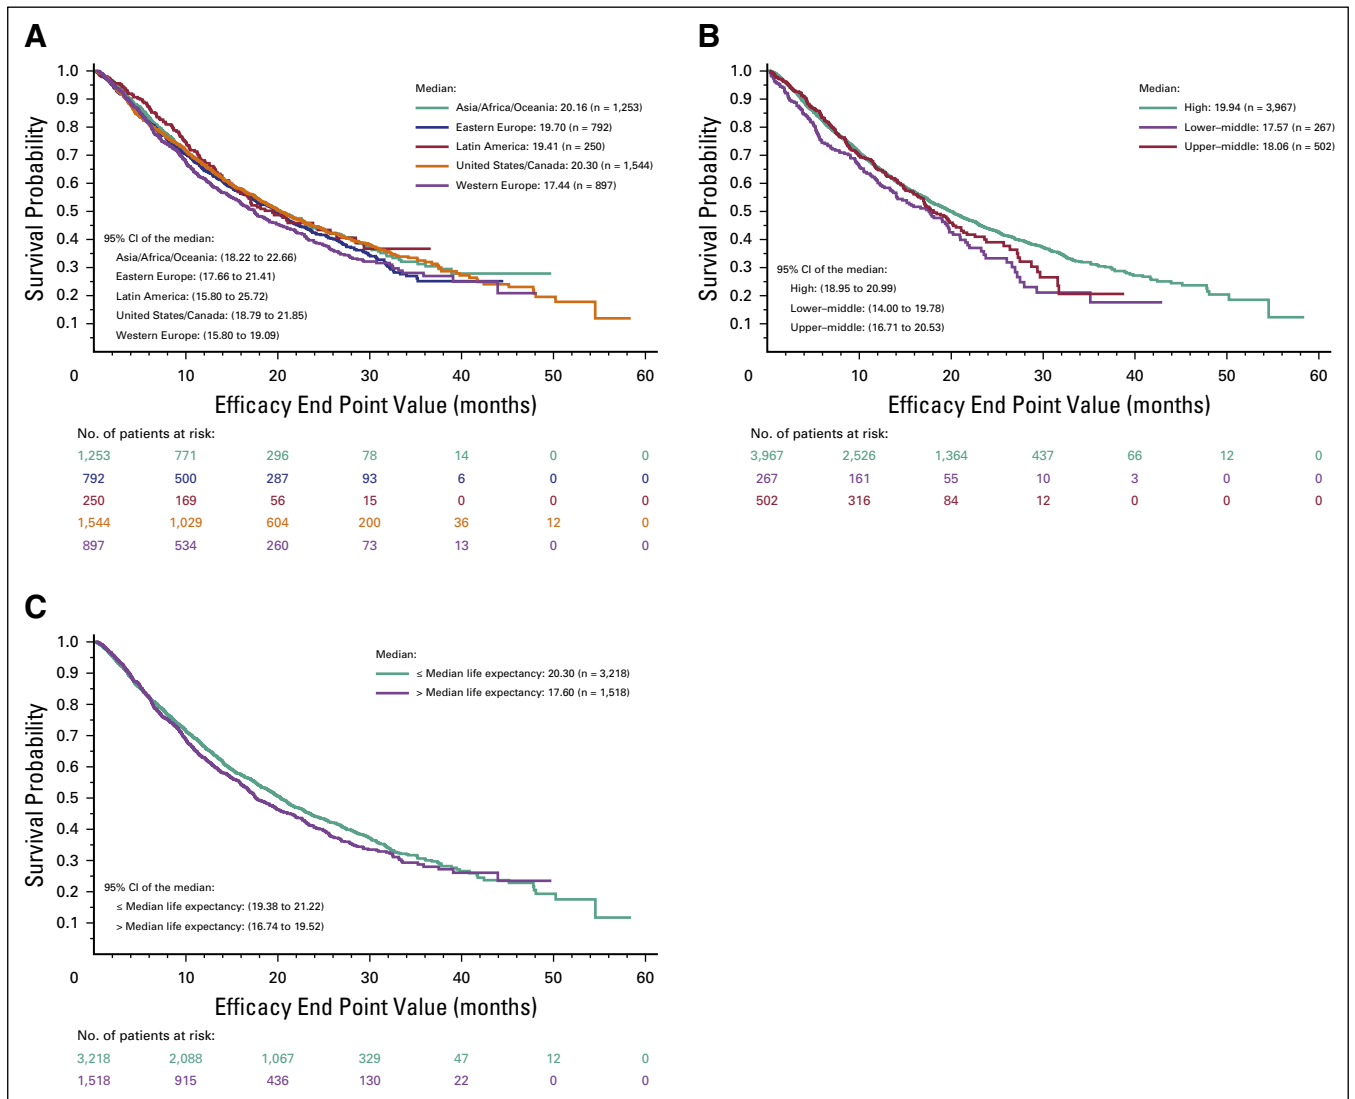 A
Survival Probability
1.0
0.9
0.8
0.7
0.6
0.5
0.4
0.3
0.2
0.1
Median:
Asia/Africa/Oceania: 20.16 (n = 1,253)
Eastern Europe: 19.70 (n = 792)
Latin America: 19.41 (n = 250)
United States/Canada: 20.30 (n = 1,544)
Western Europe: 17.44 (n = 897)
95% CI of the median:
Asia/Africa/Oceania: (18.22 to 22.66)
Eastern Europe: (17.66 to 21.41)
Latin America: (15.80 to 25.72)
United States/Canada: (18.79 to 21.85)
Western Europe: (15.80 to 19.09)
0 10 20 30 40 50 60
Efficacy End Point Value (months)
No. of patients at risk:
1,253 771 296 78 14 0 0
792 500 287 93 6 0 0
250 169 56 15 0 0 0
1,544 1,029 604 200 36 12 0
897 534 260 73 13 0 0
B
Survival Probability
1.0
0.9
0.8
0.7
0.6
0.5
0.4
0.3
0.2
0.1
Median:
High: 19.94 (n = 3,967)
Lower–middle: 17.57 (n = 267)
Upper–middle: 18.06 (n = 502)
95% CI of the median:
High: (18.95 to 20.99)
Lower–middle: (14.00 to 19.78)
Upper–middle: (16.71 to 20.53)
0 10 20 30 40 50 60
Efficacy End Point Value (months)
No. of patients at risk:
3,967 2,526 1,364 437 66 12 0
267 161 55 10 3 0 0
502 316 84 12 0 0 0
C
Survival Probability
1.0
0.9
0.8
0.7
0.6
0.5
0.4
0.3
0.2
0.1
Median:
≤ Median life expectancy: 20.30 (n = 3,218)
> Median life expectancy: 17.60 (n = 1,518)
95% CI of the median:
≤ Median life expectancy: (19.38 to 21.22)
> Median life expectancy: (16.74 to 19.52)
0 10 20 30 40 50 60
Efficacy End Point Value (months)
No. of patients at risk:
3,218 2,088 1,067 329 47 12 0
1,518 915 436 130 22 0 0